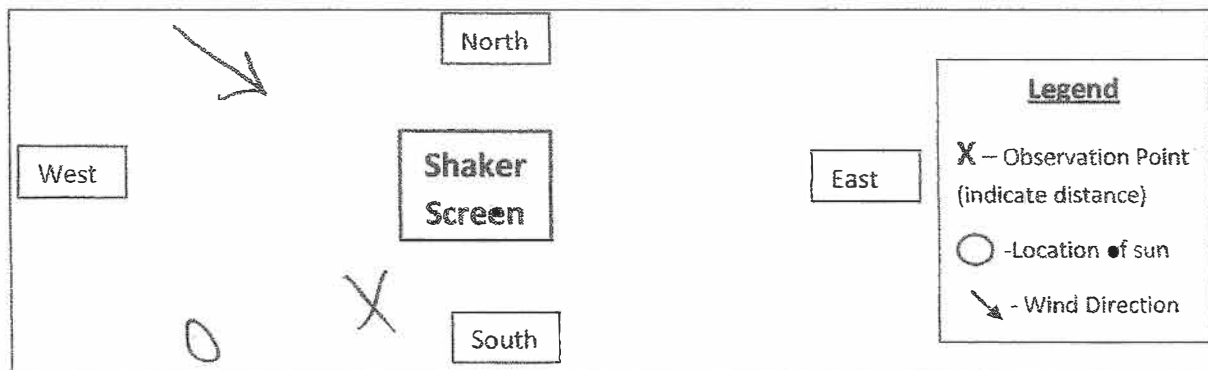 North
Legend
West
Shaker
Screen
East
X – Observation Point
(indicate distance)
-Location of sun
- Wind Direction
X
South